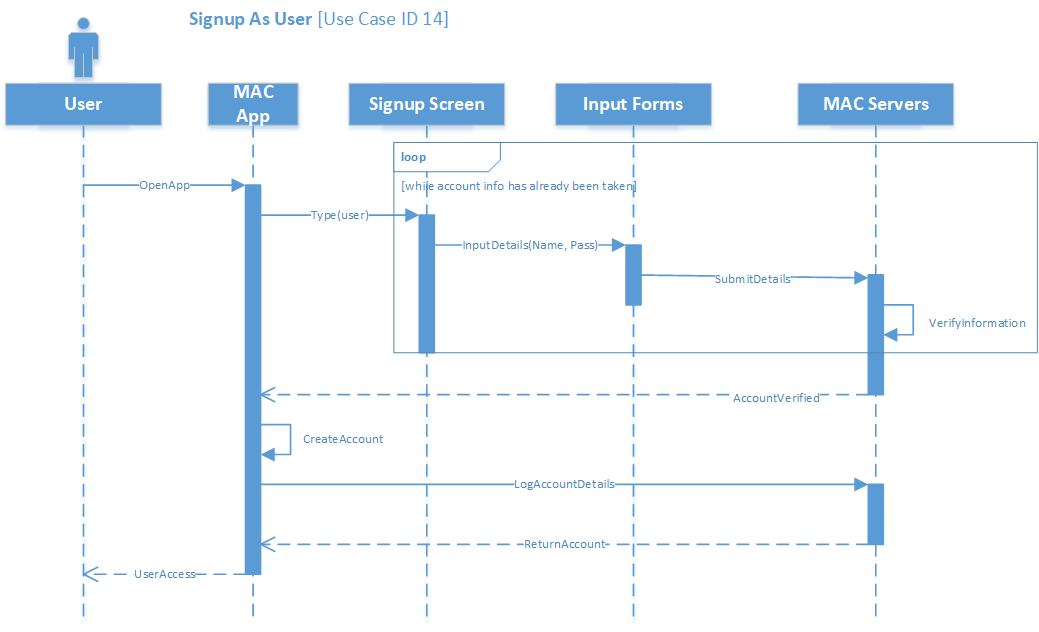 Signup As User [Use Case ID 14]
User
MAC
App
Signup Screen
Input Forms
MAC Servers
loop
[while account info has already been taken]
OpenApp
Type(user)
InputDetails(Name, Pass)
SubmitDetails
VerifyInformation
AccountVerified
CreateAccount
LogAccountDetails
ReturnAccount
UserAccess